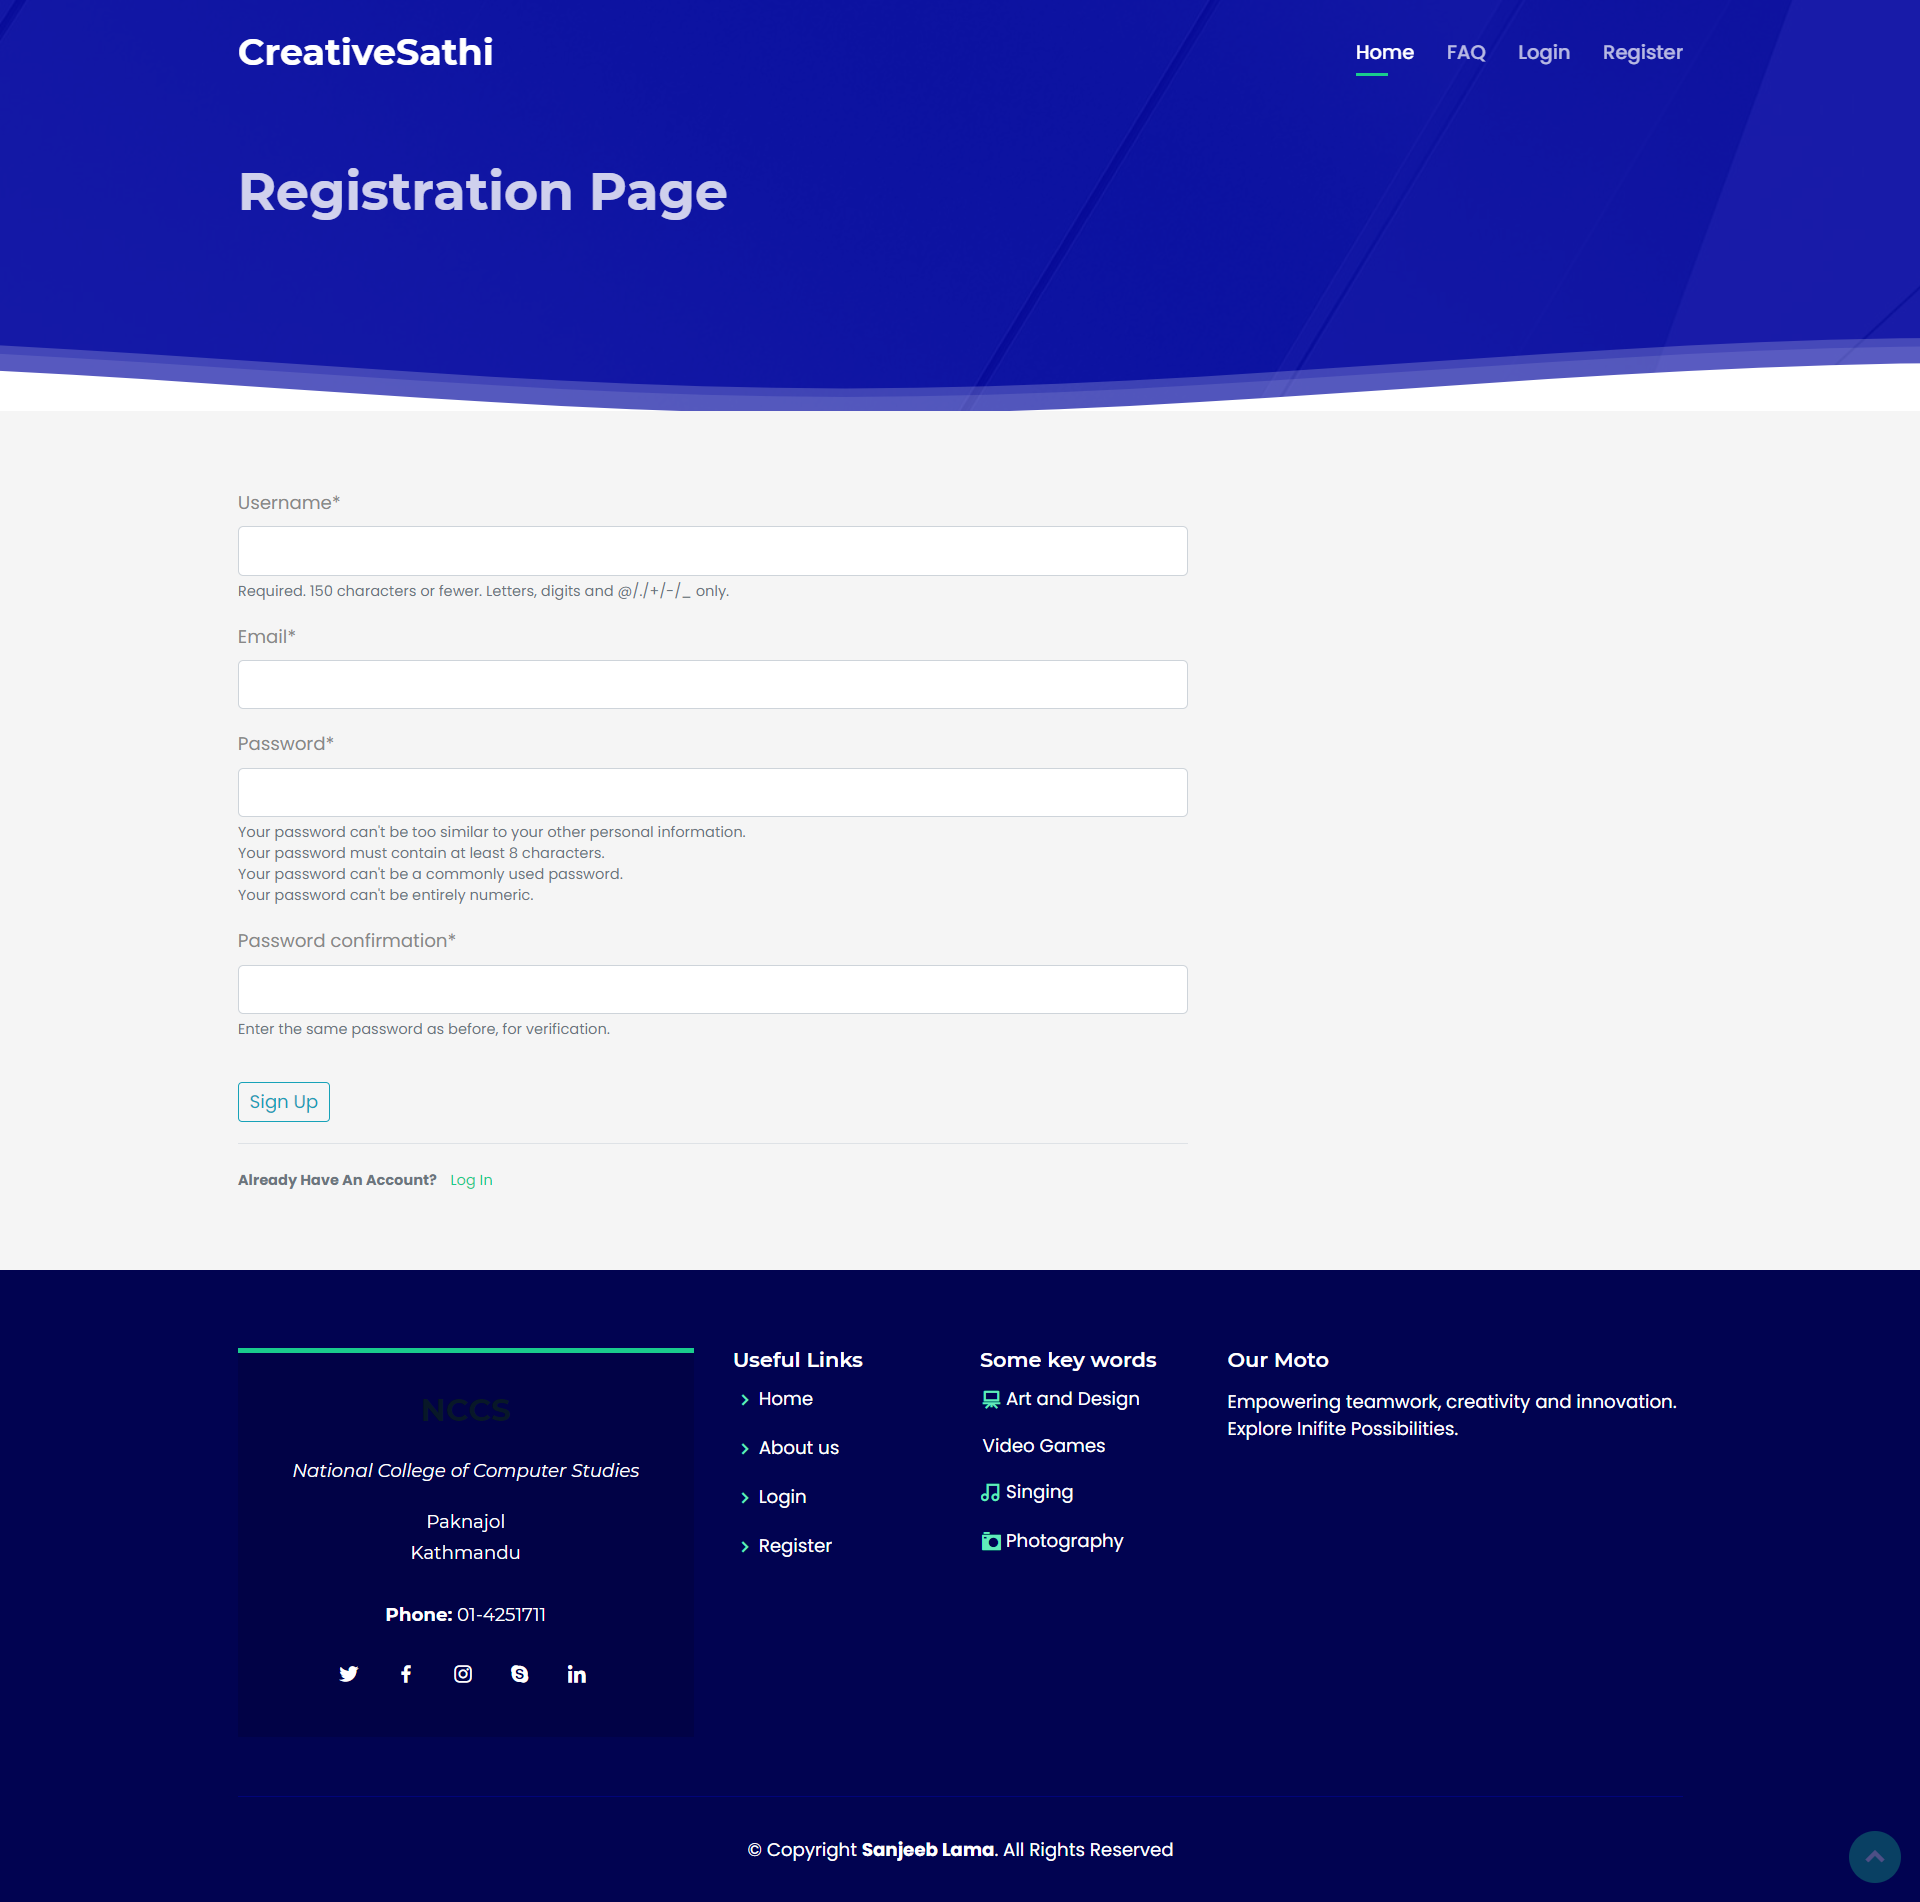 CreativeSathi
Home FAQ Login Register
Registration Page
Username*
Required. 150 characters or fewer. Letters, digits and @/./+/-/_ only.
Email*
Password*
Your password can't be too similar to your other personal information.
Your password must contain at least 8 characters.
Your password can't be a commonly used password.
Your password can't be entirely numeric.
Password confirmation*
Enter the same password as before, for verification.
Sign Up
Already Have An Account? Log In
NCCS
National College of Computer Studies
Paknajol
Kathmandu
Phone: 01-4251711
Useful Links
Home
About us
Login
Register
Some key words
Art and Design
Video Games
Singing
Photography
Our Moto
Empowering teamwork, creativity and innovation.
Explore Inifite Possibilities.
© Copyright Sanjeeb Lama. All Rights Reserved